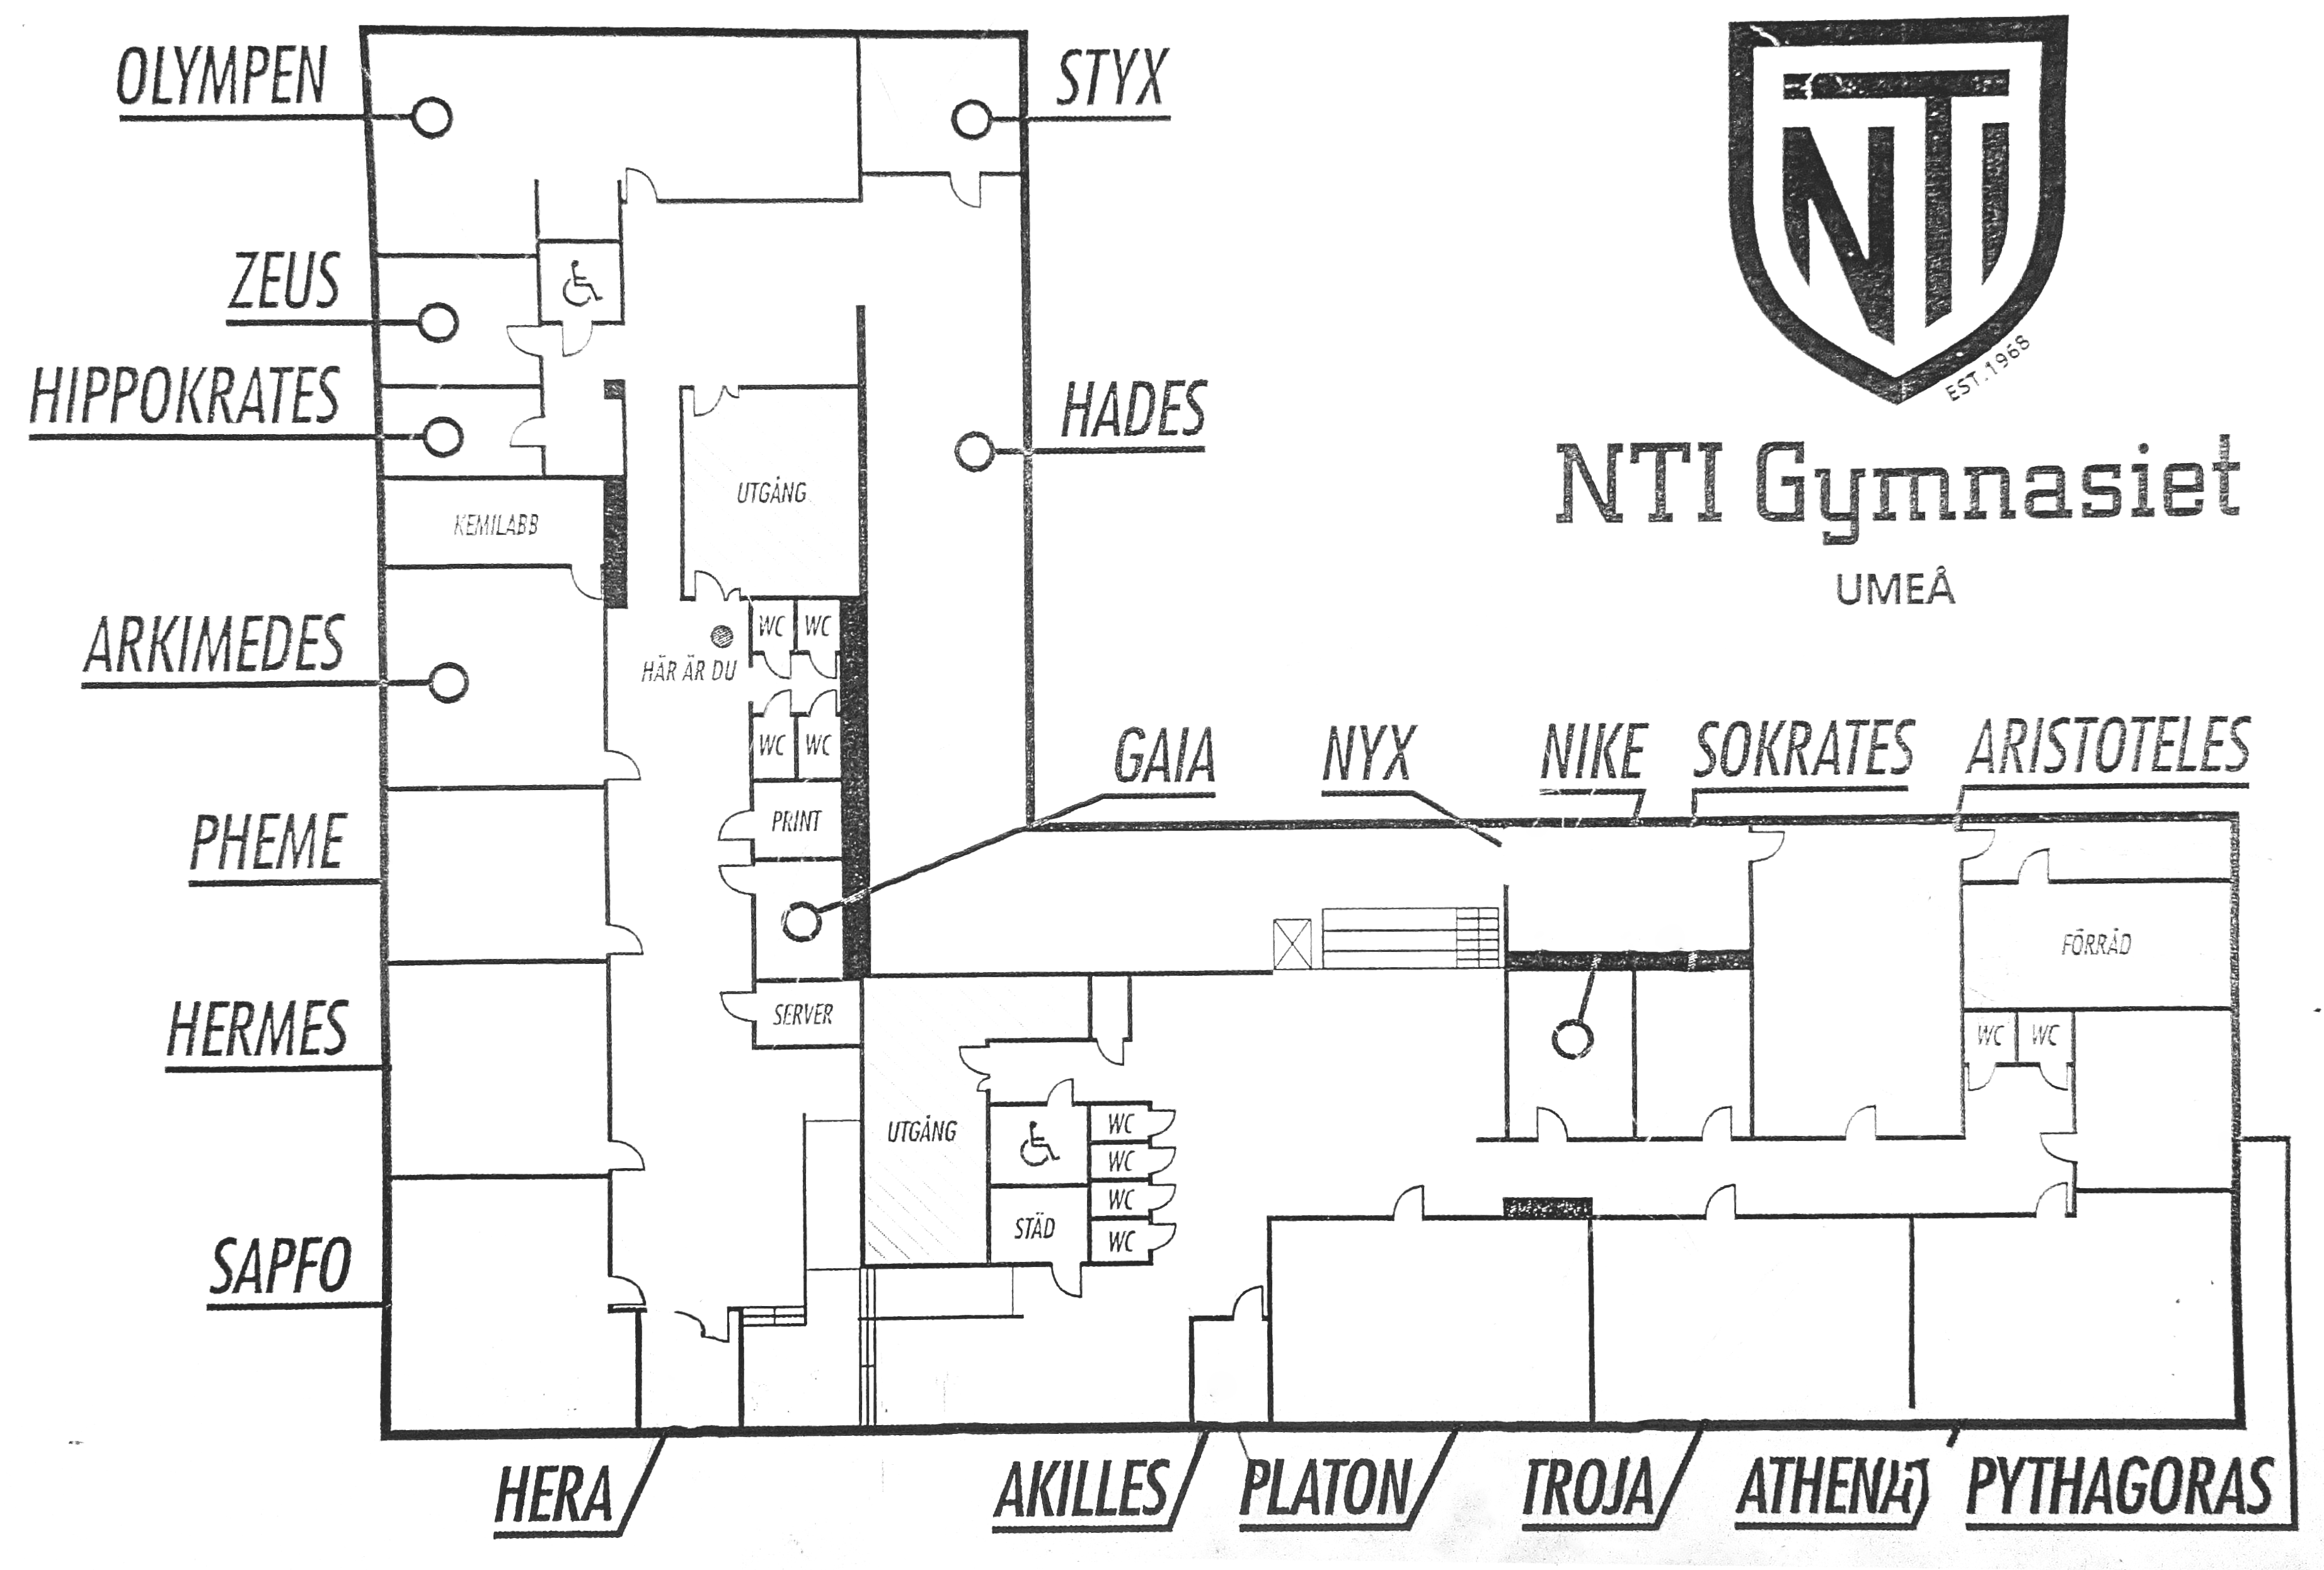 OLYMPEN
STYX
ZEUS
HIPPOKRATES
HADES
UTGÅNG
KEMILABB
NTI
EST. 1968
NTI Gymnasiet
UMEÅ
ARKIMEDES
HÄR ÄR DU
WC WC
WC WC
GAIA
NYX
NIKE
SOKRATES
ARISTOTELES
PHEME
PRINT
FÖRRÅD
HERMES
SERVER
WC WC
UTGÅNG
WC
WC
WC
WC
STÄD
SAPFO
HERA
AKILLES
PLATON
TROJA
ATHENA
PYTHAGORAS